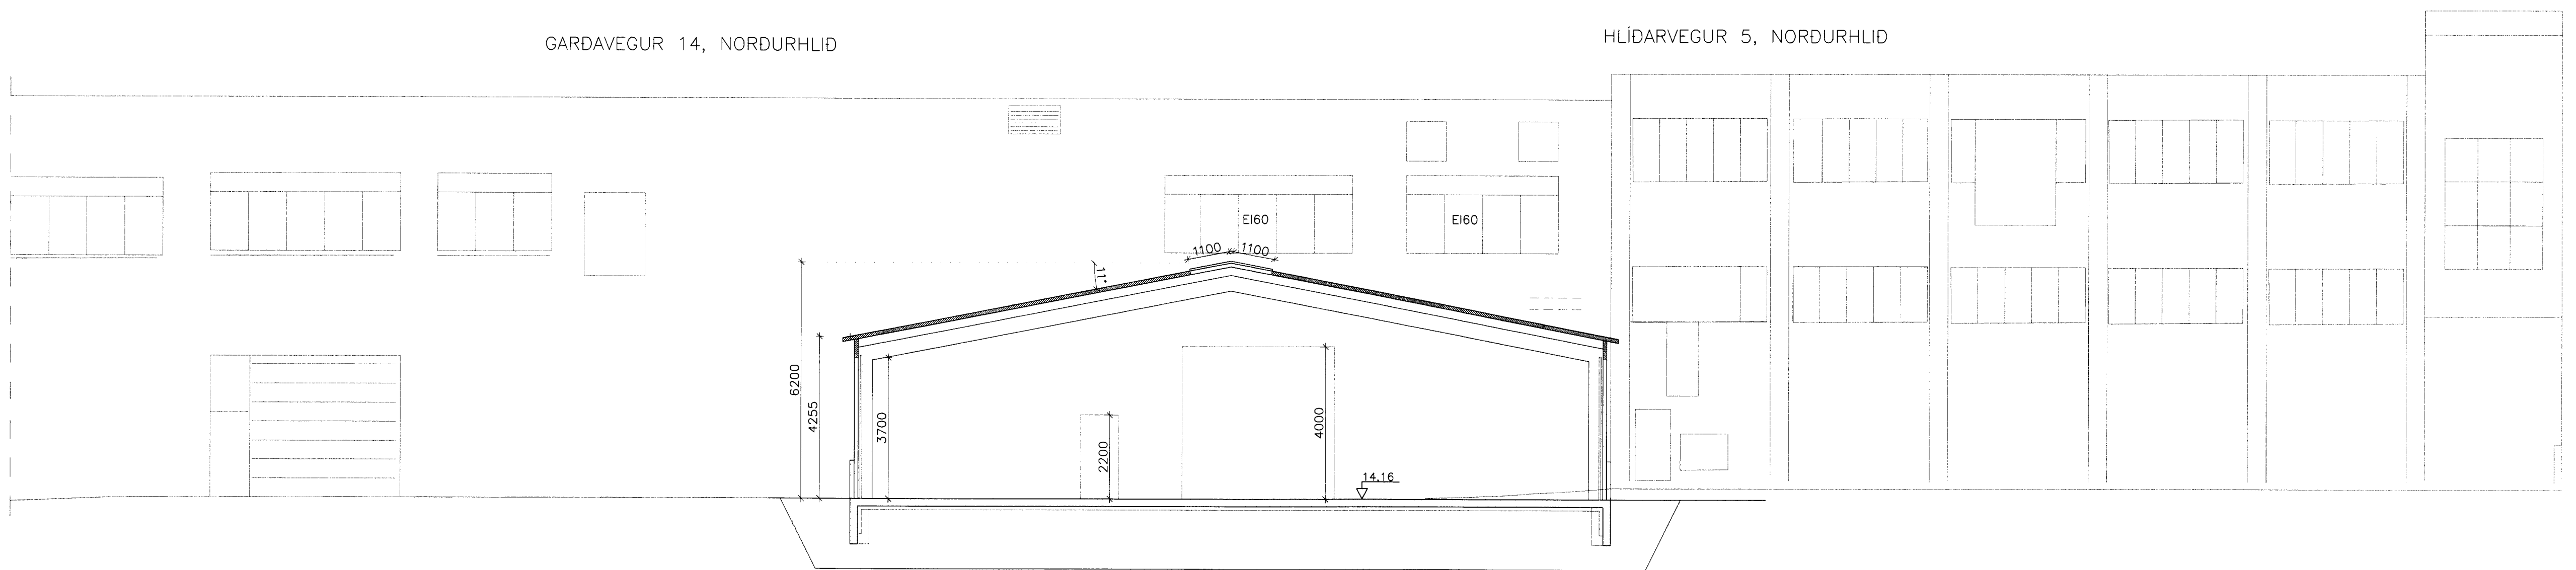 GARÐAVEGUR 14, NORÐURHLIÐ
HLÍÐARVEGUR 5, NORÐURHLIÐ
EI60
EI60
1100
1100
11°
6200
4255
3700
2200
4000
14.16